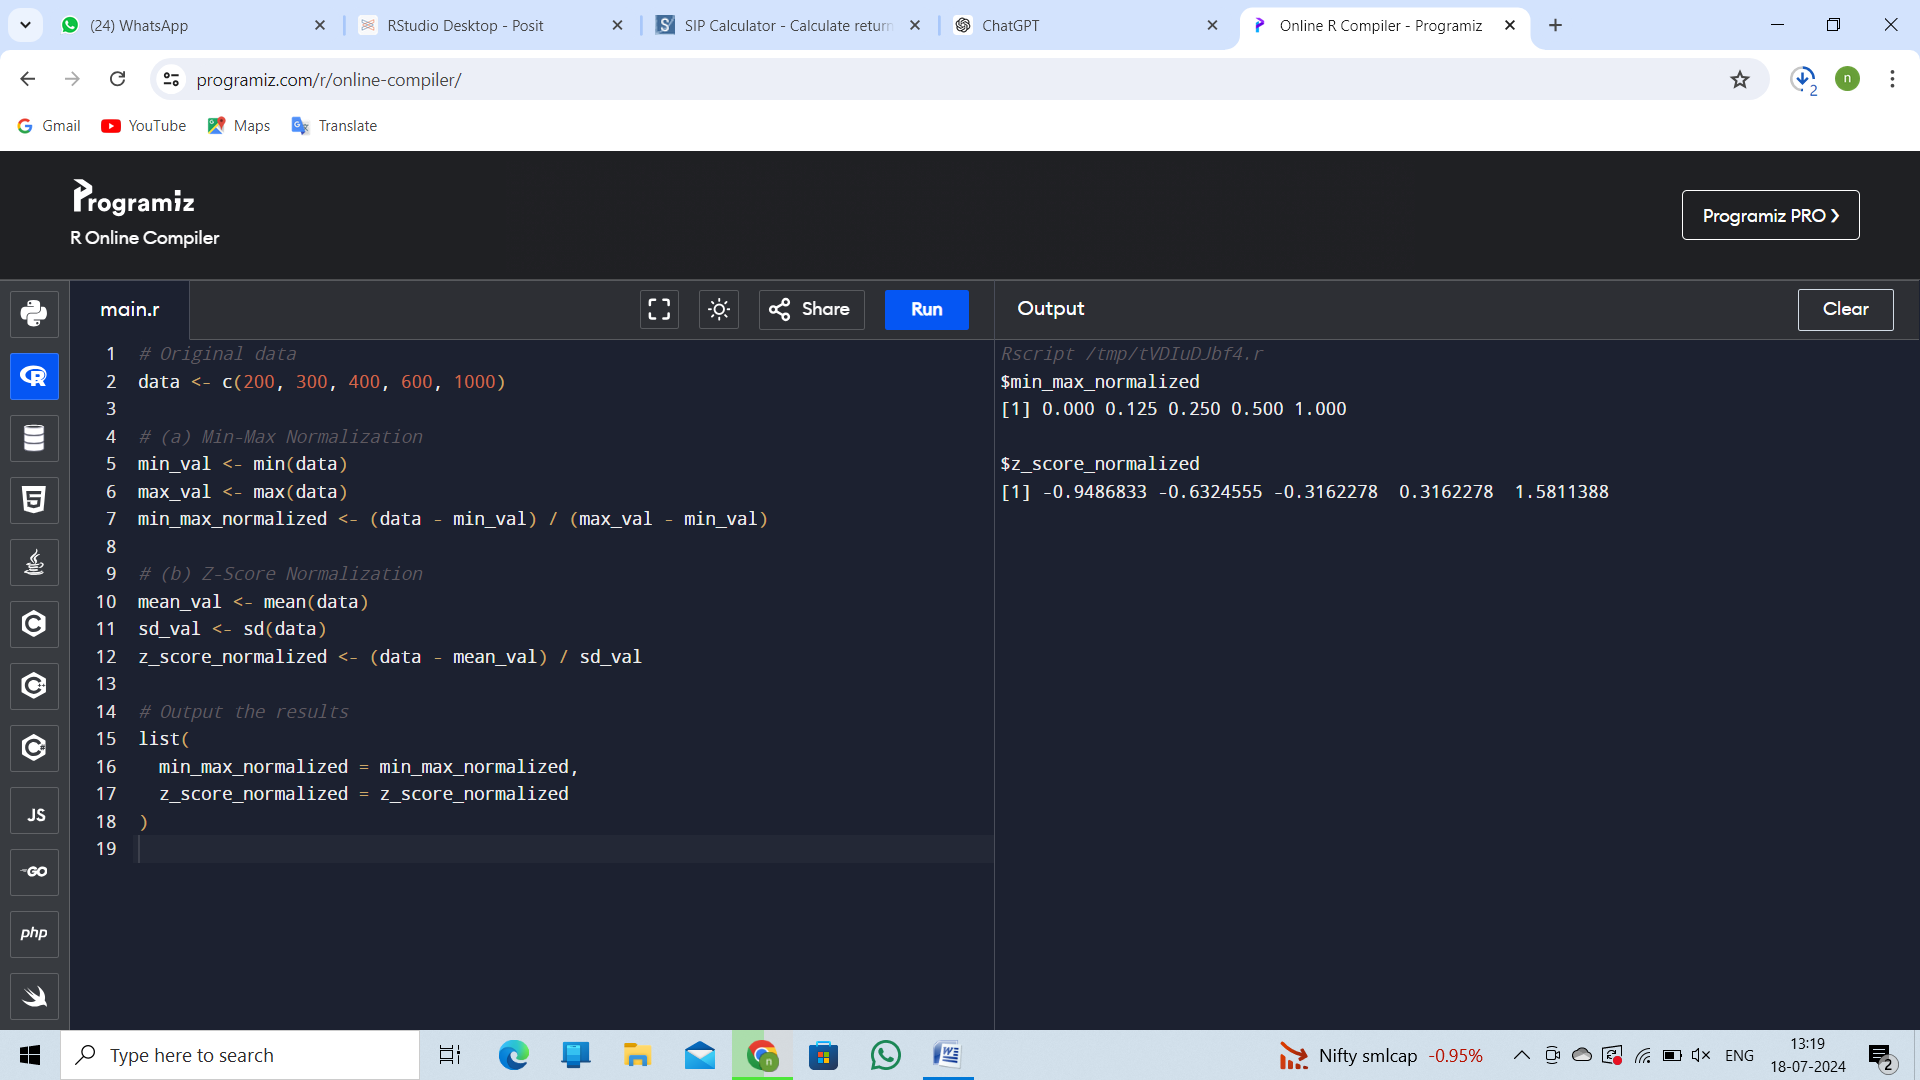 (24) WhatsApp
RStudio Desktop - Posit
SIP Calculator - Calculate return
ChatGPT
Online R Compiler - Programiz
programiz.com/r/online-compiler/
2
n
Gmail
YouTube
Maps
Translate
Programiz
R Online Compiler
Programiz PRO
main.r
Share
Run
Output
Clear
1 # Original data
2 data <- c(200, 300, 400, 600, 1000)
3
4 # (a) Min-Max Normalization
5 min_val <- min(data)
6 max_val <- max(data)
7 min_max_normalized <- (data - min_val) / (max_val - min_val)
8
9 # (b) Z-Score Normalization
10 mean_val <- mean(data)
11 sd_val <- sd(data)
12 z_score_normalized <- (data - mean_val) / sd_val
13
14 # Output the results
15 list(
16   min_max_normalized = min_max_normalized,
17   z_score_normalized = z_score_normalized
18 )
19
Rscript /tmp/tVDIuDJbf4.r
$min_max_normalized
[1] 0.000 0.125 0.250 0.500 1.000
$z_score_normalized
[1] -0.9486833 -0.6324555 -0.3162278  0.3162278  1.5811388
R
5
C
C
C
JS
GO
php
Type here to search
n
W
Nifty smlcap -0.95%
ENG
13:19
18-07-2024
2